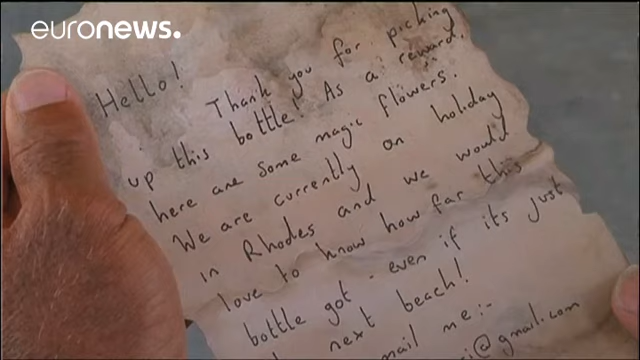 euronews.
Hello! Thank you for picking
up this bottle! As a reward,
here are some magic flowers.
We are currently on holiday
in Rhodes and we would
love to know how far this
bottle got - even if its just
next beach!
mail me:-
@gmail.com